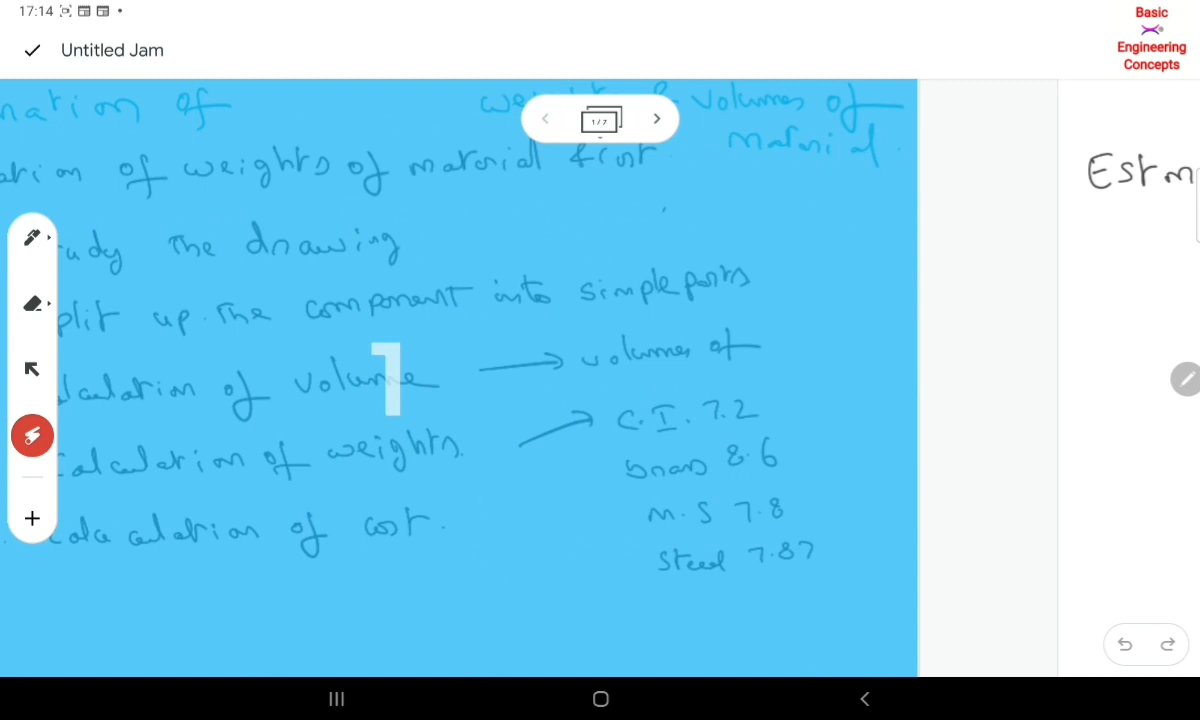 17:14
Basic
Engineering
Concepts
Untitled Jam
1/7
nation of
volumes of
material.
ation of weights of material & cost
Estm
udy The drawing
plit up. The component into simple parts
lculation of volume → volumes of
1
C.I. 7.2
alculation of weights.
brass 8.6
M.S 7.8
calculation of cost.
Steel 7.87